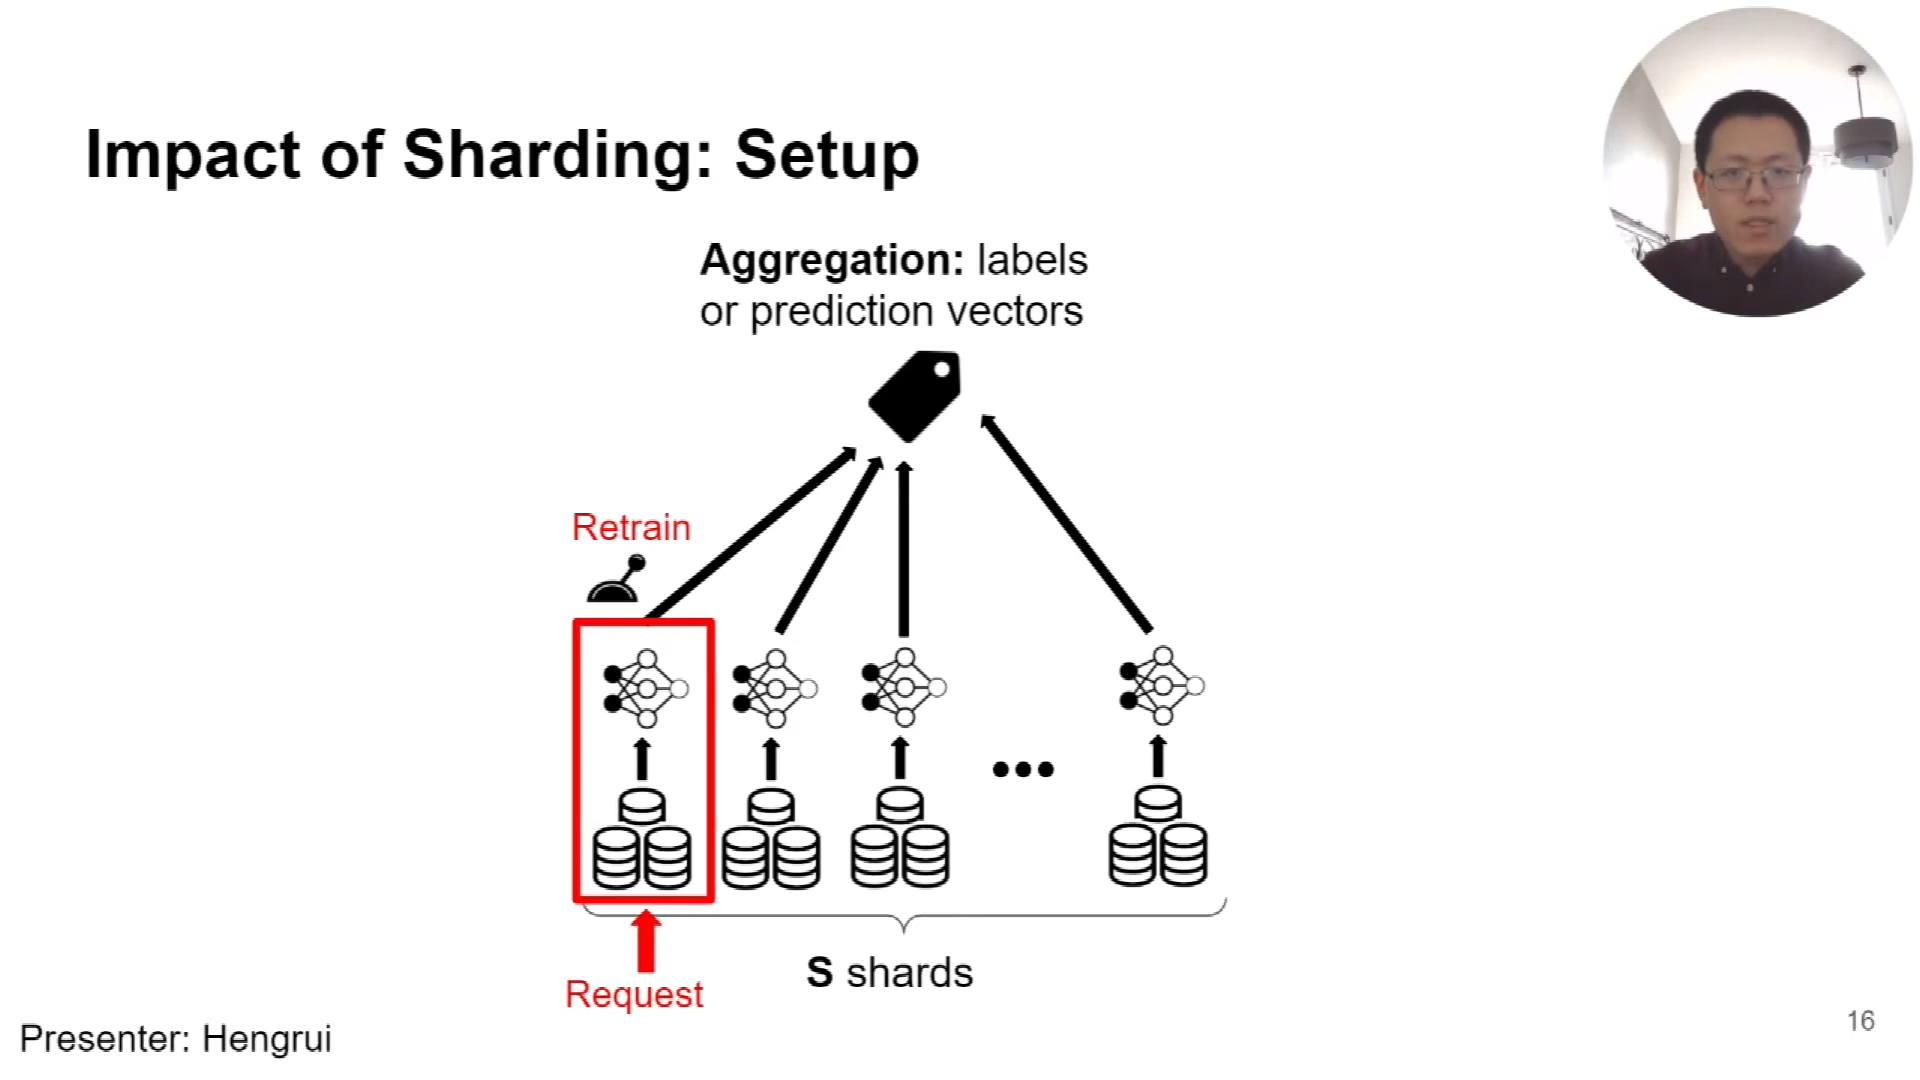 Impact of Sharding: Setup
Aggregation: labels
or prediction vectors
Retrain
S shards
Request
Presenter: Hengrui
16